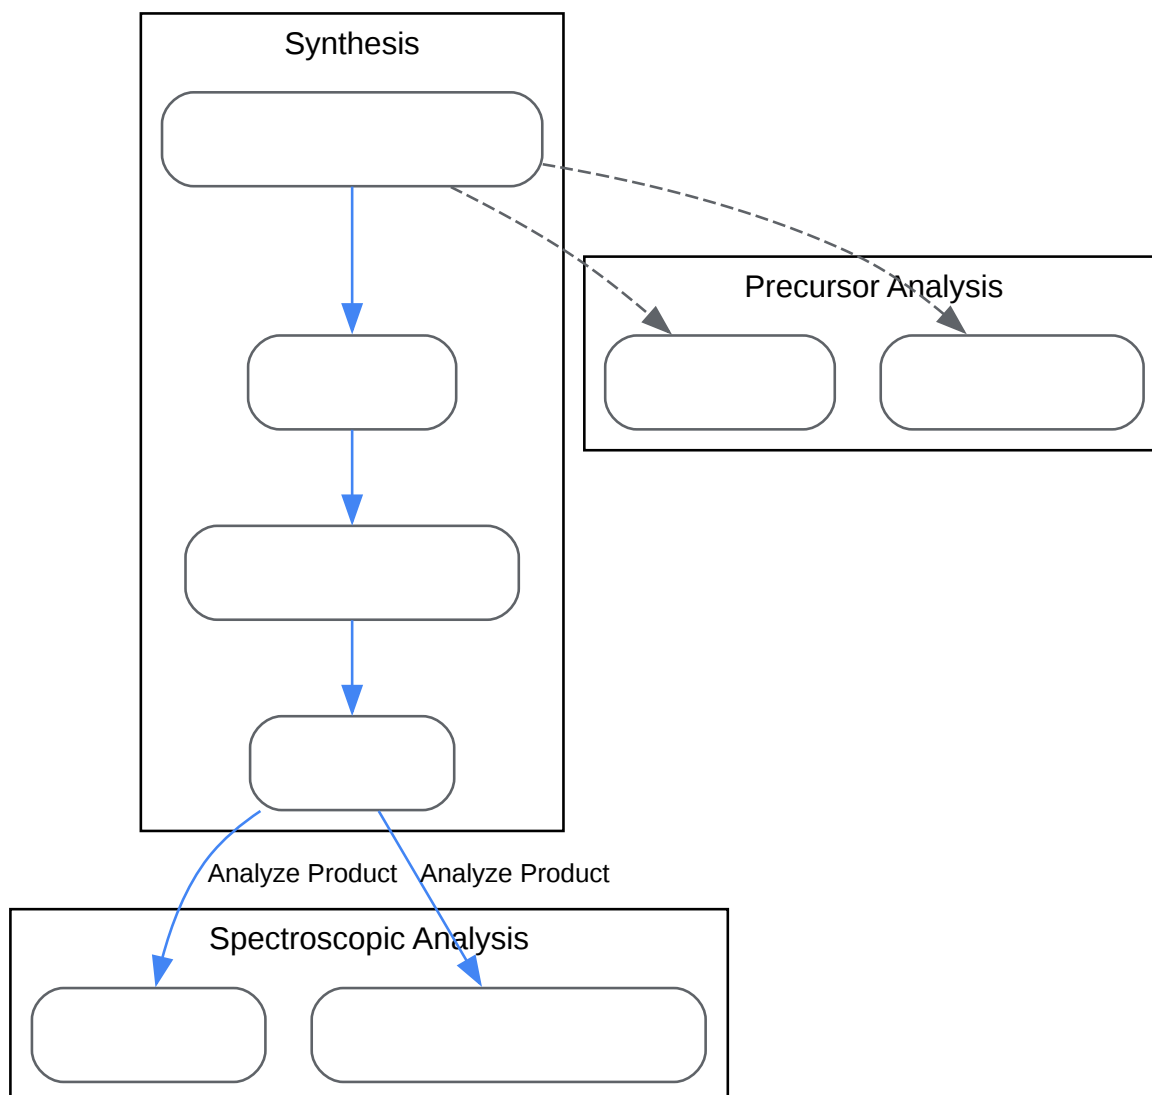 Synthesis
Precursor Analysis
Analyze Product
Analyze Product
Spectroscopic Analysis